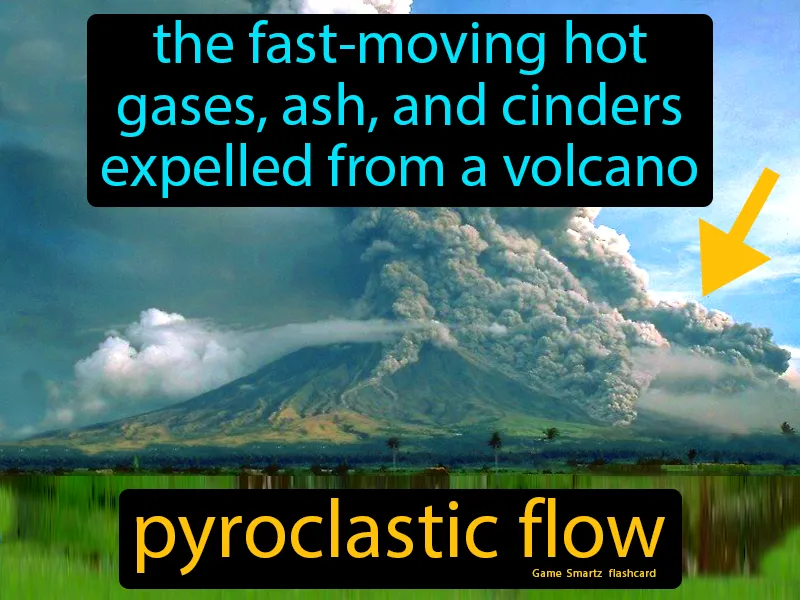 the fast-moving hot
gases, ash, and cinders
expelled from a volcano
pyroclastic flow
Game Smartz flashcard